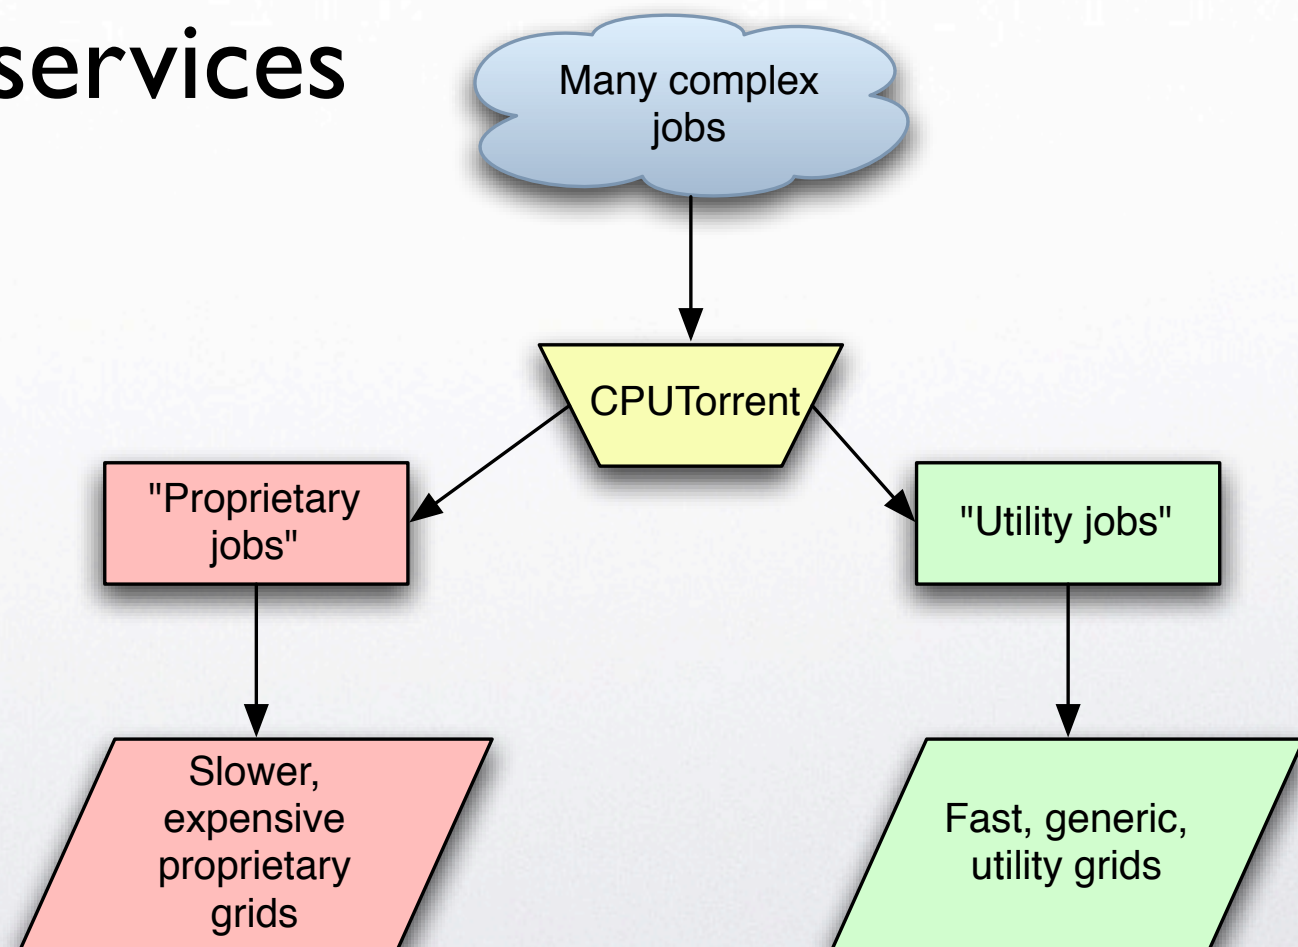 services
Many complex
jobs
CPUTorrent
"Proprietary
jobs"
"Utility jobs"
Slower,
expensive
proprietary
grids
Fast, generic,
utility grids